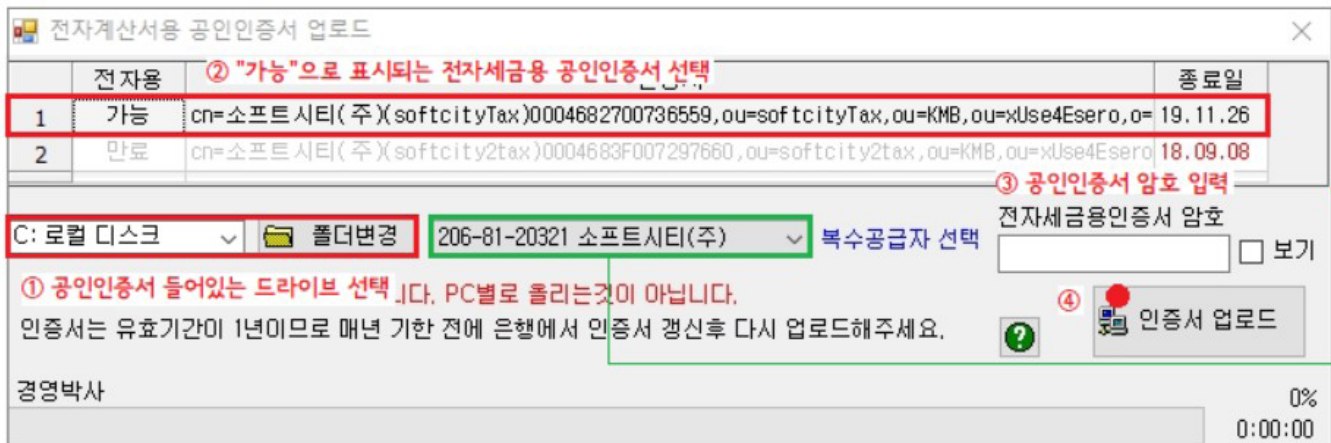 전자계산서용 공인인증서 업로드
전자용 ② "가능"으로 표시되는 전자세금용 공인인증서 선택 종료일
1 가능 cn=소프트시티(주)(softcityTax)0004682700736559,ou=softcityTax,ou=KMB,ou=xUse4Esero,o= 19.11.26
2 만료 cn=소프트시티(주)(softcity2tax)0004683F007297660,ou=softcity2tax,ou=KMB,ou=xUse4Esero 18.09.08
③ 공인인증서 암호 입력
전자세금용인증서 암호
C: 로컬 디스크 폴더변경 206-81-20321 소프트시티(주) 복수공급자 선택 보기
① 공인인증서 들어있는 드라이브 선택 니다, PC별로 올리는것이 아닙니다.
인증서는 유효기간이 1년이므로 매년 기한 전에 은행에서 인증서 갱신후 다시 업로드해주세요.
④ 인증서 업로드
경영박사 0%
0:00:00